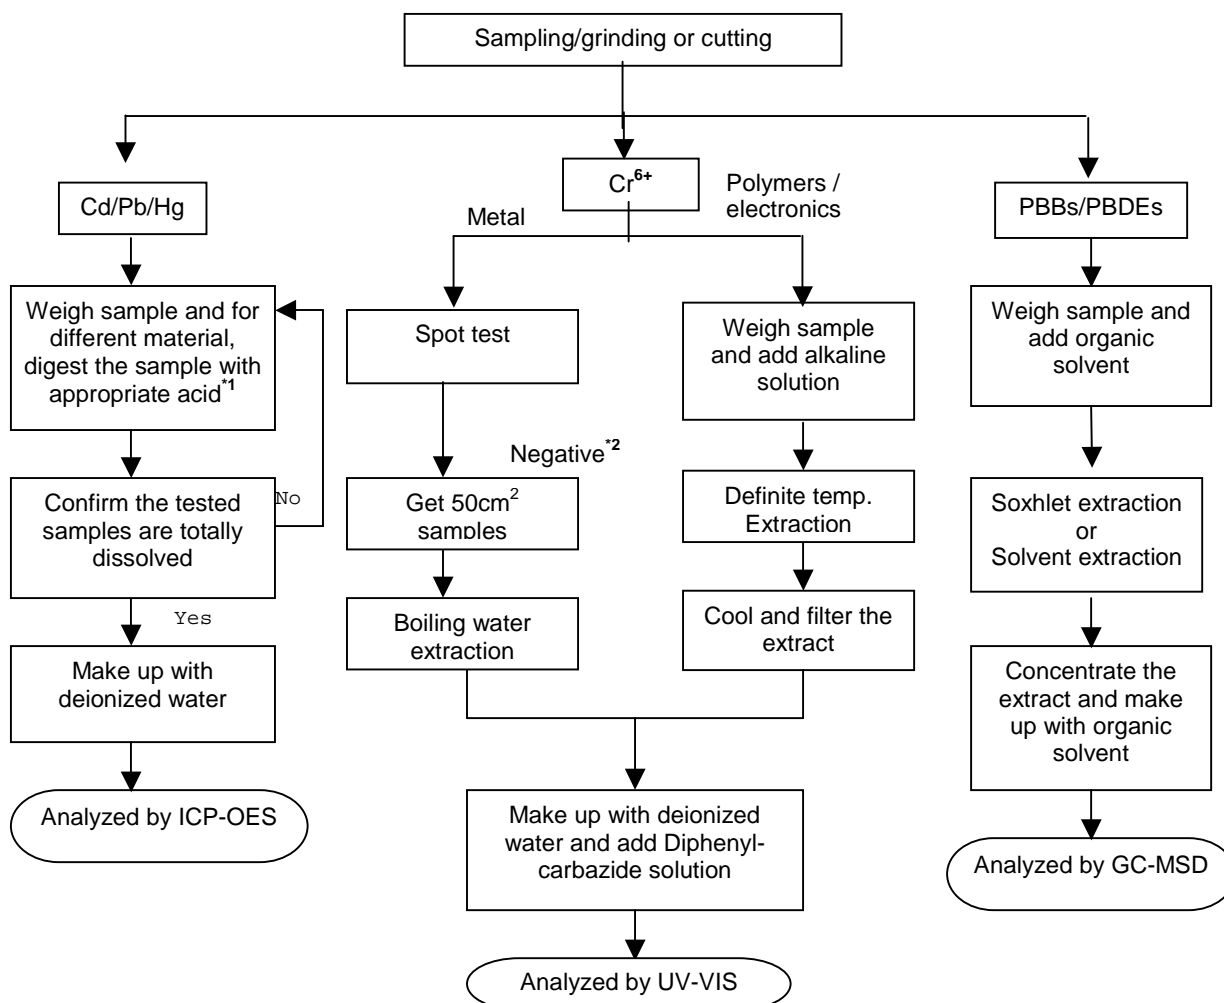 Sampling/grinding or cutting
Cd/Pb/Hg
Cr⁶⁺
Polymers /
electronics
Metal
PBBs/PBDEs
Weigh sample and for
different material,
digest the sample with
appropriate acid*¹
Confirm the tested
samples are totally
dissolved
No
Yes
Make up with
deionized water
Analyzed by ICP-OES
Spot test
Negative*²
Get 50cm²
samples
Boiling water
extraction
Weigh sample
and add alkaline
solution
Definite temp.
Extraction
Cool and filter the
extract
Make up with deionized
water and add Diphenyl-
carbazide solution
Analyzed by UV-VIS
Weigh sample and
add organic
solvent
Soxhlet extraction
or
Solvent extraction
Concentrate the
extract and make
up with organic
solvent
Analyzed by GC-MSD